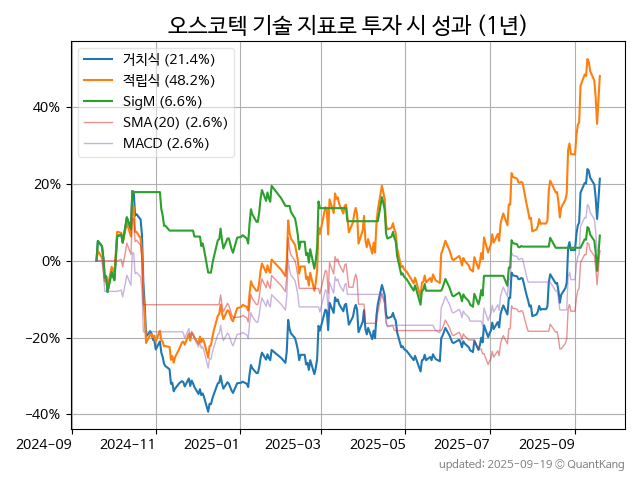 오스코텍 기술 지표로 투자 시 성과 (1년)
거치식 (21.4%)
적립식 (48.2%)
SigM (6.6%)
SMA(20) (2.6%)
MACD (2.6%)
40%
20%
0%
−20%
−40%
2024-09 2024-11 2025-01 2025-03 2025-05 2025-07 2025-09
updated: 2025-09-19 ⓒ QuantKang